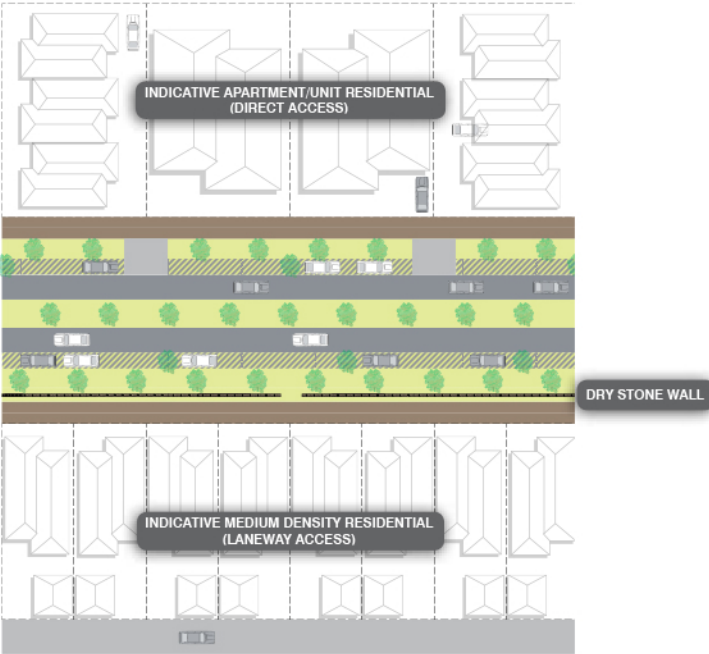 INDICATIVE APARTMENT/UNIT RESIDENTIAL
(DIRECT ACCESS)
DRY STONE WALL
INDICATIVE MEDIUM DENSITY RESIDENTIAL
(LANEWAY ACCESS)